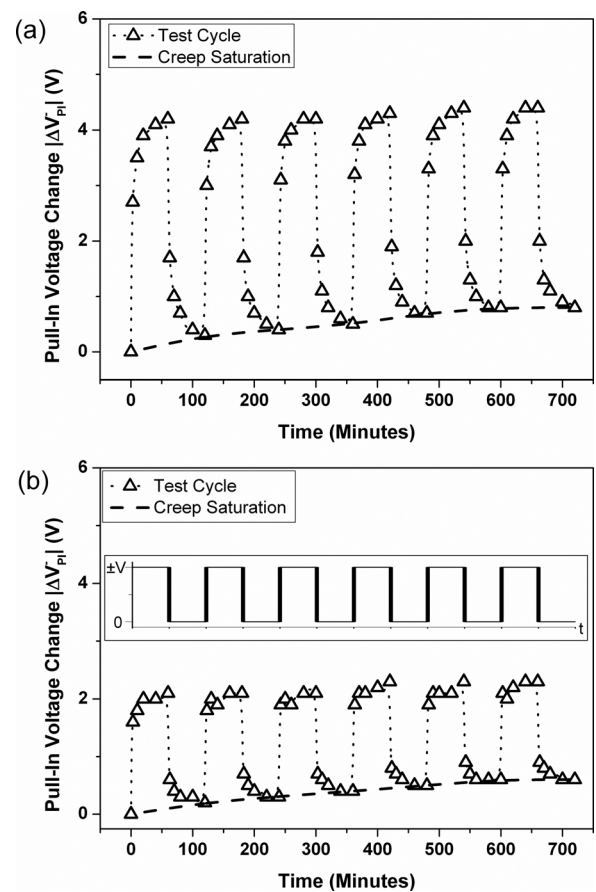 (a)
Test Cycle
Creep Saturation
Pull-In Voltage Change |ΔV_PI| (V)
6
4
2
0
0 100 200 300 400 500 600 700
Time (Minutes)
(b)
Test Cycle
Creep Saturation
Pull-In Voltage Change |ΔV_PI| (V)
6
4
2
0
±V
0
t
0 100 200 300 400 500 600 700
Time (Minutes)